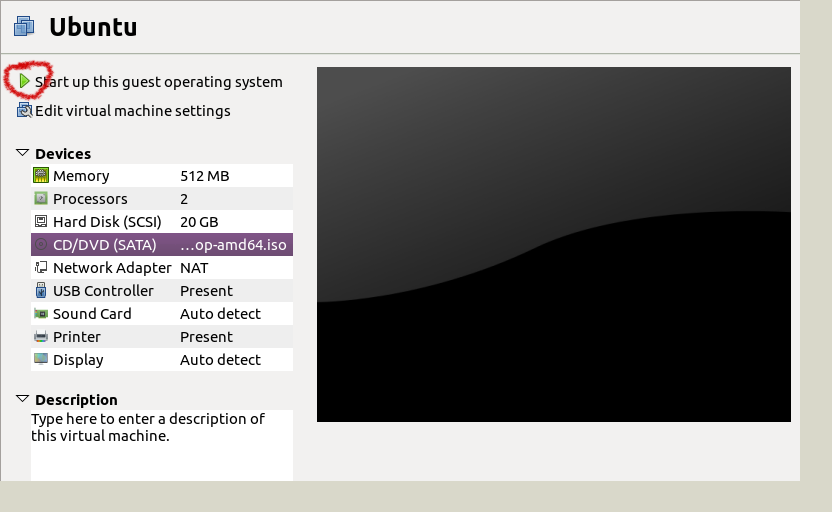 Ubuntu
Start up this guest operating system
Edit virtual machine settings
Devices
Memory 512 MB
Processors 2
Hard Disk (SCSI) 20 GB
CD/DVD (SATA) ...op-amd64.iso
Network Adapter NAT
USB Controller Present
Sound Card Auto detect
Printer Present
Display Auto detect
Description
Type here to enter a description of
this virtual machine.